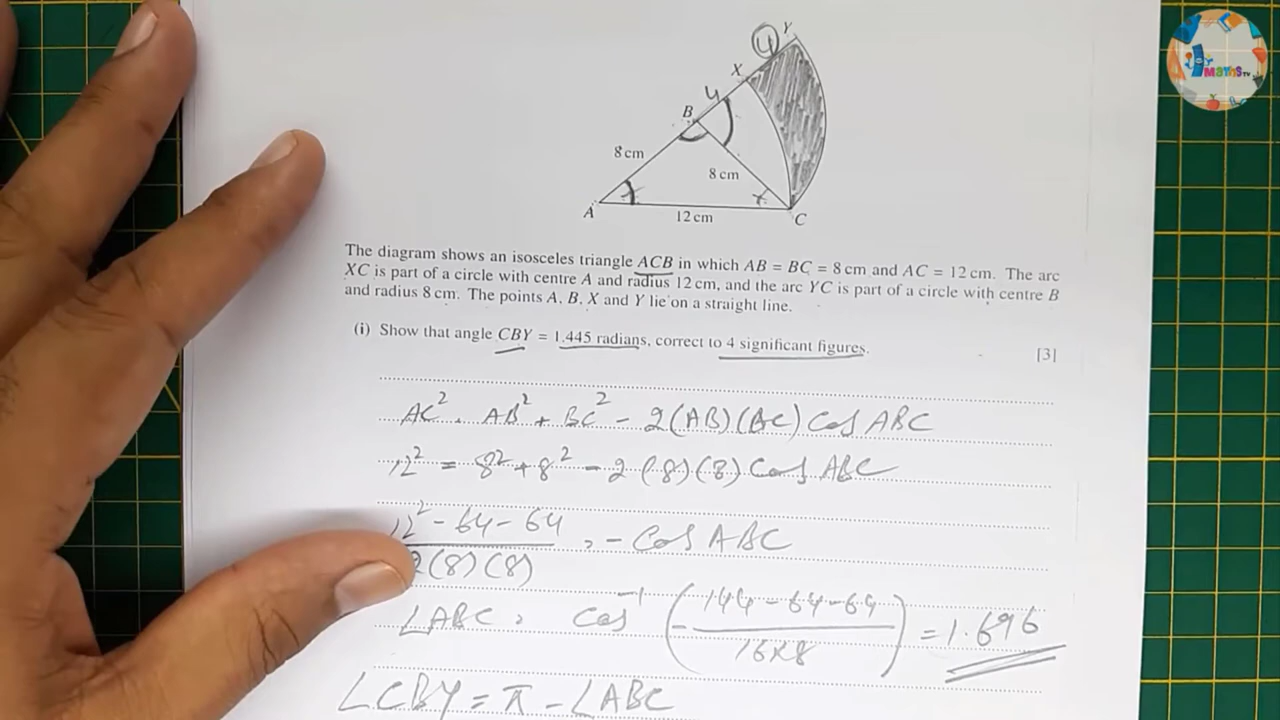 Y
4
X
4
B
8 cm
8 cm
x
x
A
12 cm
C
MATHS TV
The diagram shows an isosceles triangle ACB in which AB = BC = 8 cm and AC = 12 cm. The arc
XC is part of a circle with centre A and radius 12 cm, and the arc YC is part of a circle with centre B
and radius 8 cm. The points A, B, X and Y lie on a straight line.
(i) Show that angle CBY = 1.445 radians, correct to 4 significant figures. [3]
AC² = AB² + BC² - 2(AB)(BC) Cos ABC
12² = 8² + 8² - 2(8)(8) Cos ABC
12² - 64 - 64 = - Cos ABC
2(8)(8)
∠ABC = cos⁻¹ (- 144 - 64 - 64 / 16x8) = 1.696
∠CBY = π - ∠ABC